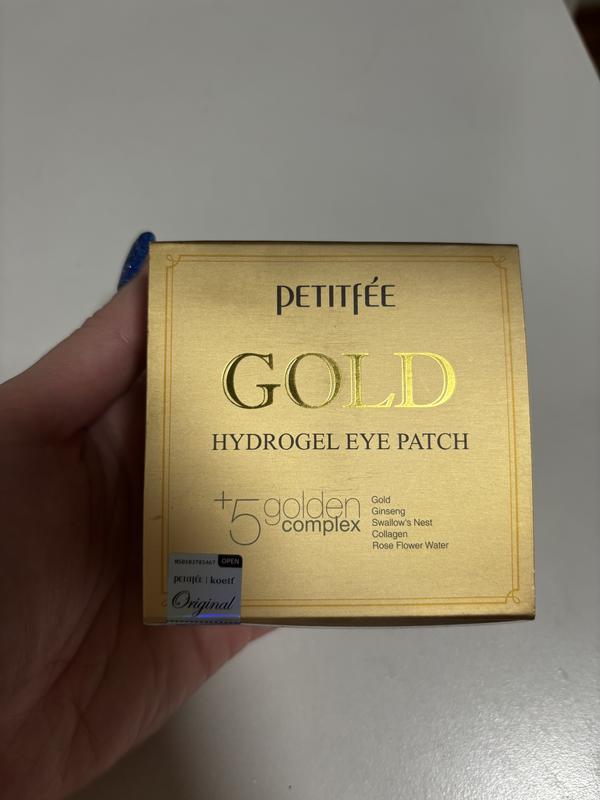 PETITFÉE
GOLD
HYDROGEL EYE PATCH
+5 golden complex
Gold
Ginseng
Swallow's Nest
Collagen
Rose Flower Water
OPEN
PETITFÉE | koelf
Original